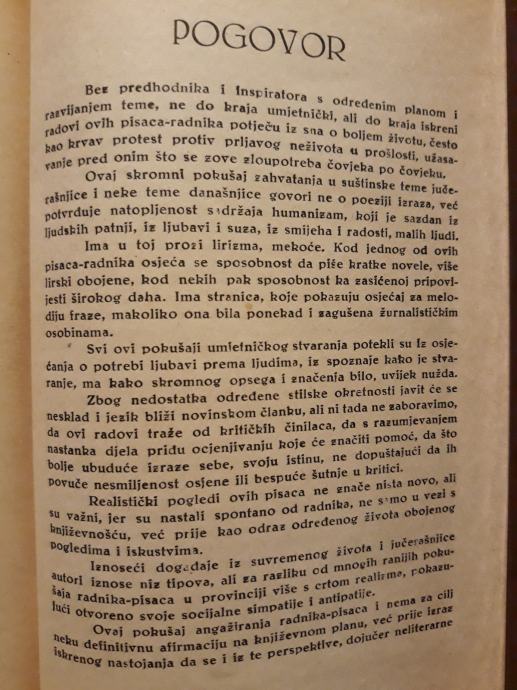 POGOVOR
Bez predhodnika i inspiratora s određenim planom i
razvijanjem teme, ne do kraja umjetnički, ali do kraja iskreni
radovi ovih pisaca-radnika potječu iz sna o boljem životu, često
kao krvav protest protiv prljavog neživota u prošlosti, užasa-
vanje pred onim što se zove zloupotreba čovjeka po čovjeku.
Ovaj skromni pokušaj zahvatanja u suštinske teme juče-
rašnjice i neke teme današnjice govori ne o poeziji izraza, već
potvrđuje natopljenost sadržaja humanizam, koji je sazdan iz
ljudskih patnji, iz ljubavi i suza, iz smijeha i radosti, malih ljudi.
Ima u toj prozi lirizma, mekoće. Kod jednog od ovih
pisaca-radnika osjeća se sposobnost da piše kratke novele, više
lirski obojene, kod nekih pak sposobnost ka zasićenoj pripovi-
jesti širokog daha. Ima stranica, koje pokazuju osjećaj za melo-
diju fraze, makoliko ona bila ponekad i zagušena žurnalističkim
osobinama.
Svi ovi pokušaji umjetničkog stvaranja potekli su iz osje-
ćanja o potrebi ljubavi prema ljudima, iz spoznaje kako je stva-
ranje, ma kako skromnog opsega i značenja bilo, uvijek nužda.
Zbog nedostatka određene stilske okretnosti javit će se
nesklad i jezik bliži novinskom članku, ali ni tada ne zaboravimo,
da ovi radovi traže od kritičkih činilaca, da s razumjevanjem
nastanka djela priđu ocjenjivanju koje će značiti pomoć, da što
bolje ubuduće izraze sebe, svoju istinu, ne dopuštajući da ih
povuče nesmiljenost osjene ili bespuće šutnje u kritici.
Realistički pogledi ovih pisaca ne znače ništa novo, ali
su važni, jer su nastali spontano od radnika, ne samo u vezi s
književnošću, već prije kao odraz određenog života obojenog
pogledima i iskustvima.
Iznoseći događaje iz suvremenog života i jučerašnjice
autori iznose niz tipova, ali za razliku od mnogih ranijih poku-
šaja radnika-pisaca u provinciji više s crtom realizma, pokazu-
jući otvoreno svoje socijalne simpatije i antipatije.
Ovaj pokušaj angažiranja radnika-pisaca i nema za cilj
neku definitivnu afirmaciju na književnom planu, već prije izraz
iskrenog nastojanja da se i iz te perspektive, dojučer neliterarne